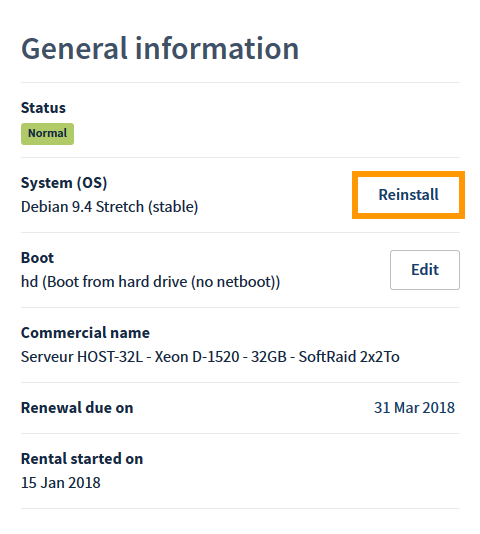 General information
Status
Normal
System (OS)
Debian 9.4 Stretch (stable)
Reinstall
Boot
hd (Boot from hard drive (no netboot))
Edit
Commercial name
Serveur HOST-32L - Xeon D-1520 - 32GB - SoftRaid 2x2To
Renewal due on
31 Mar 2018
Rental started on
15 Jan 2018